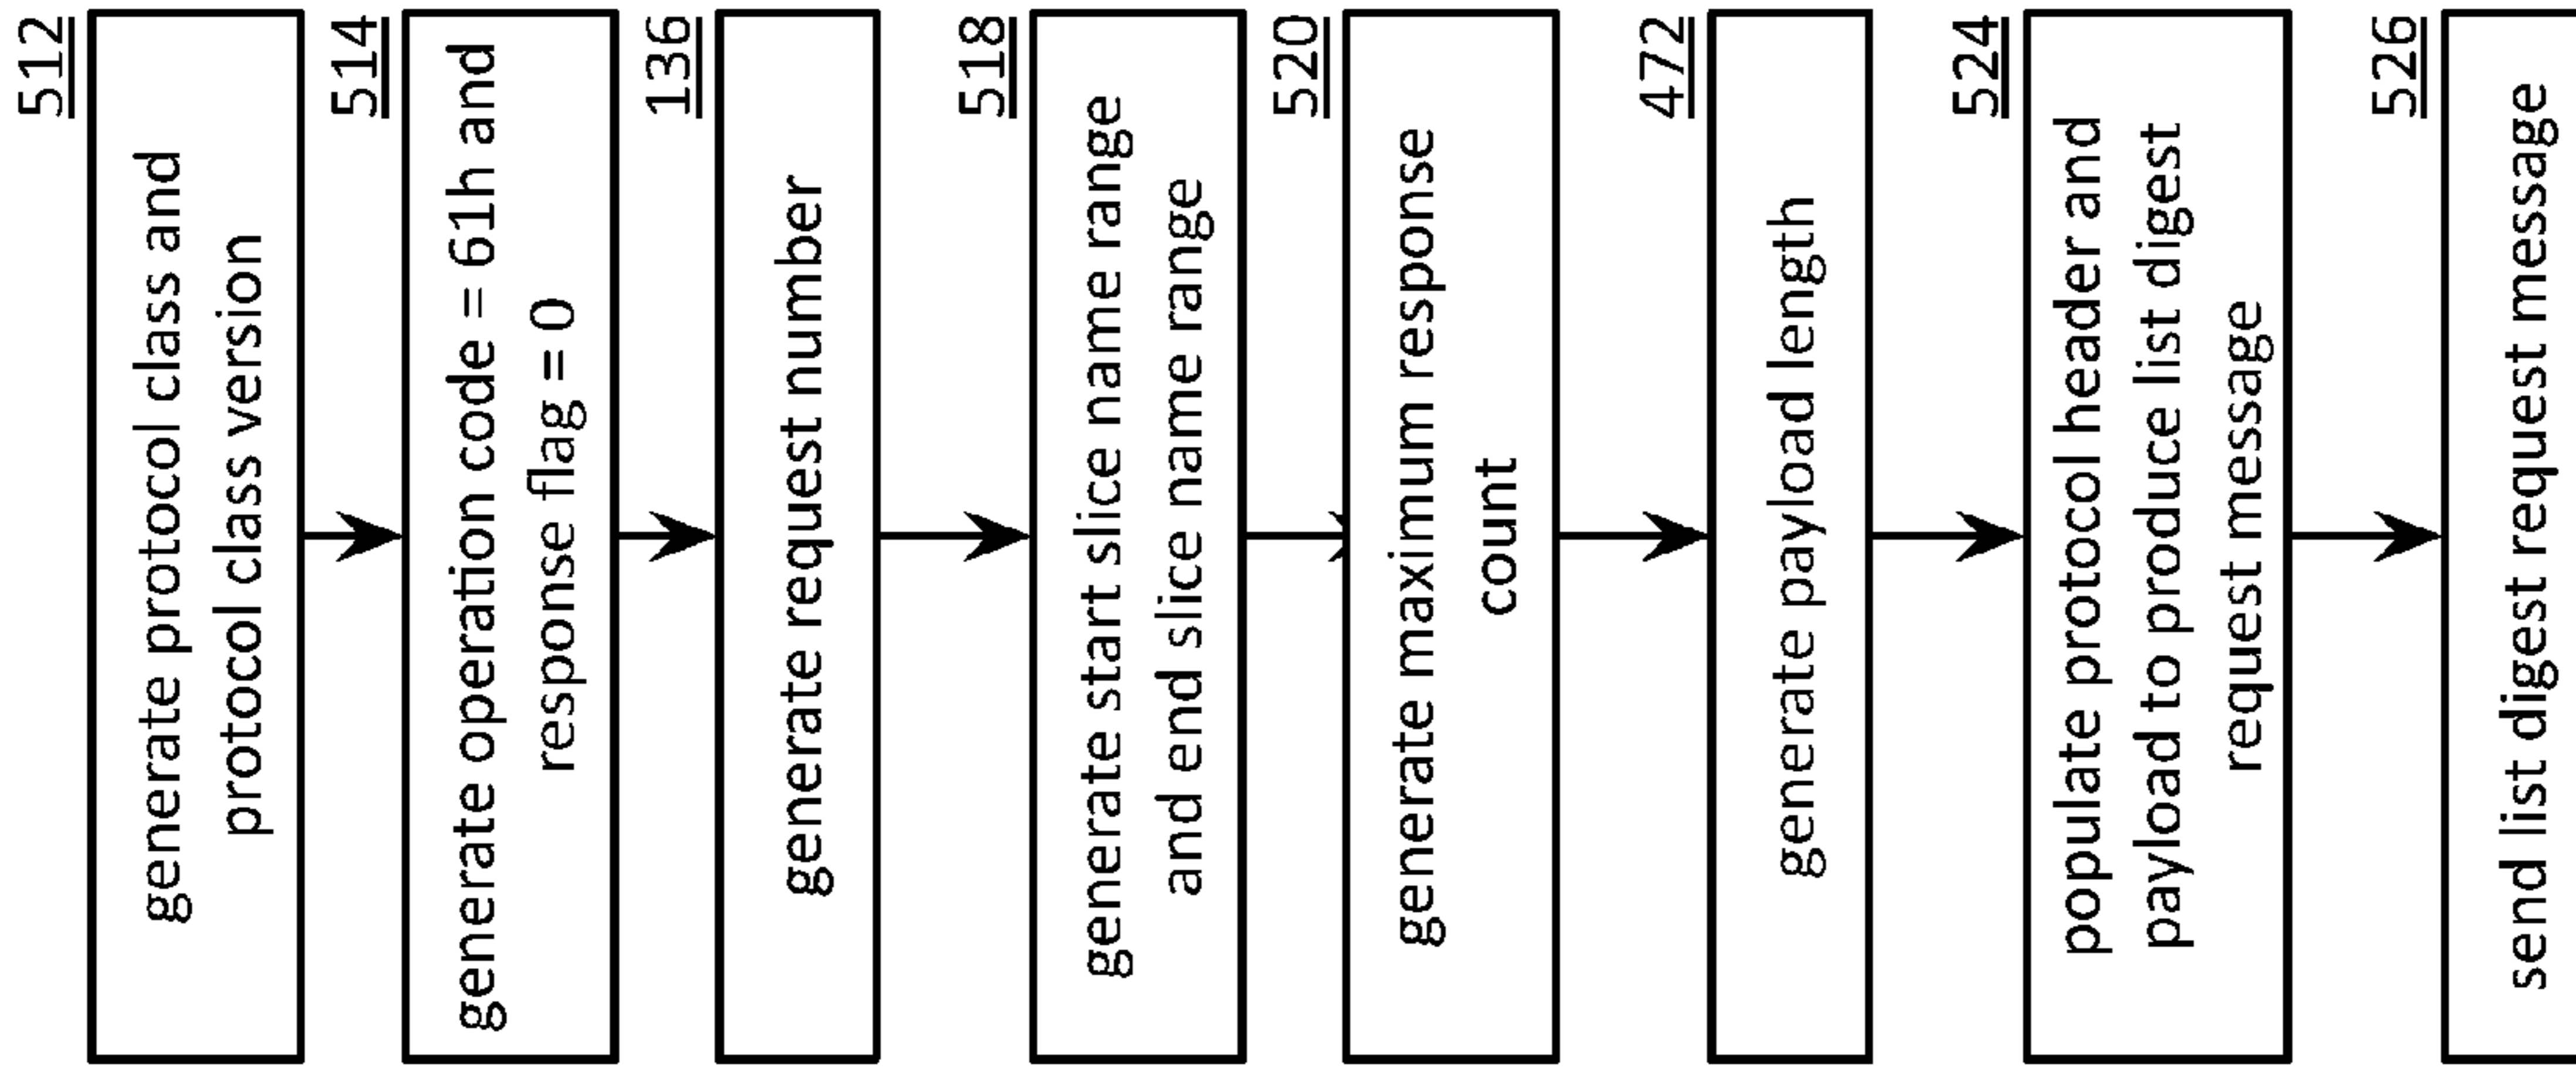 512
generate protocol class and
protocol class version
514
generate operation code = 61h and
response flag = 0
136
generate request number
518
generate start slice name range
and end slice name range
520
generate maximum response
count
472
generate payload length
524
populate protocol header and
payload to produce list digest
request message
526
send list digest request message